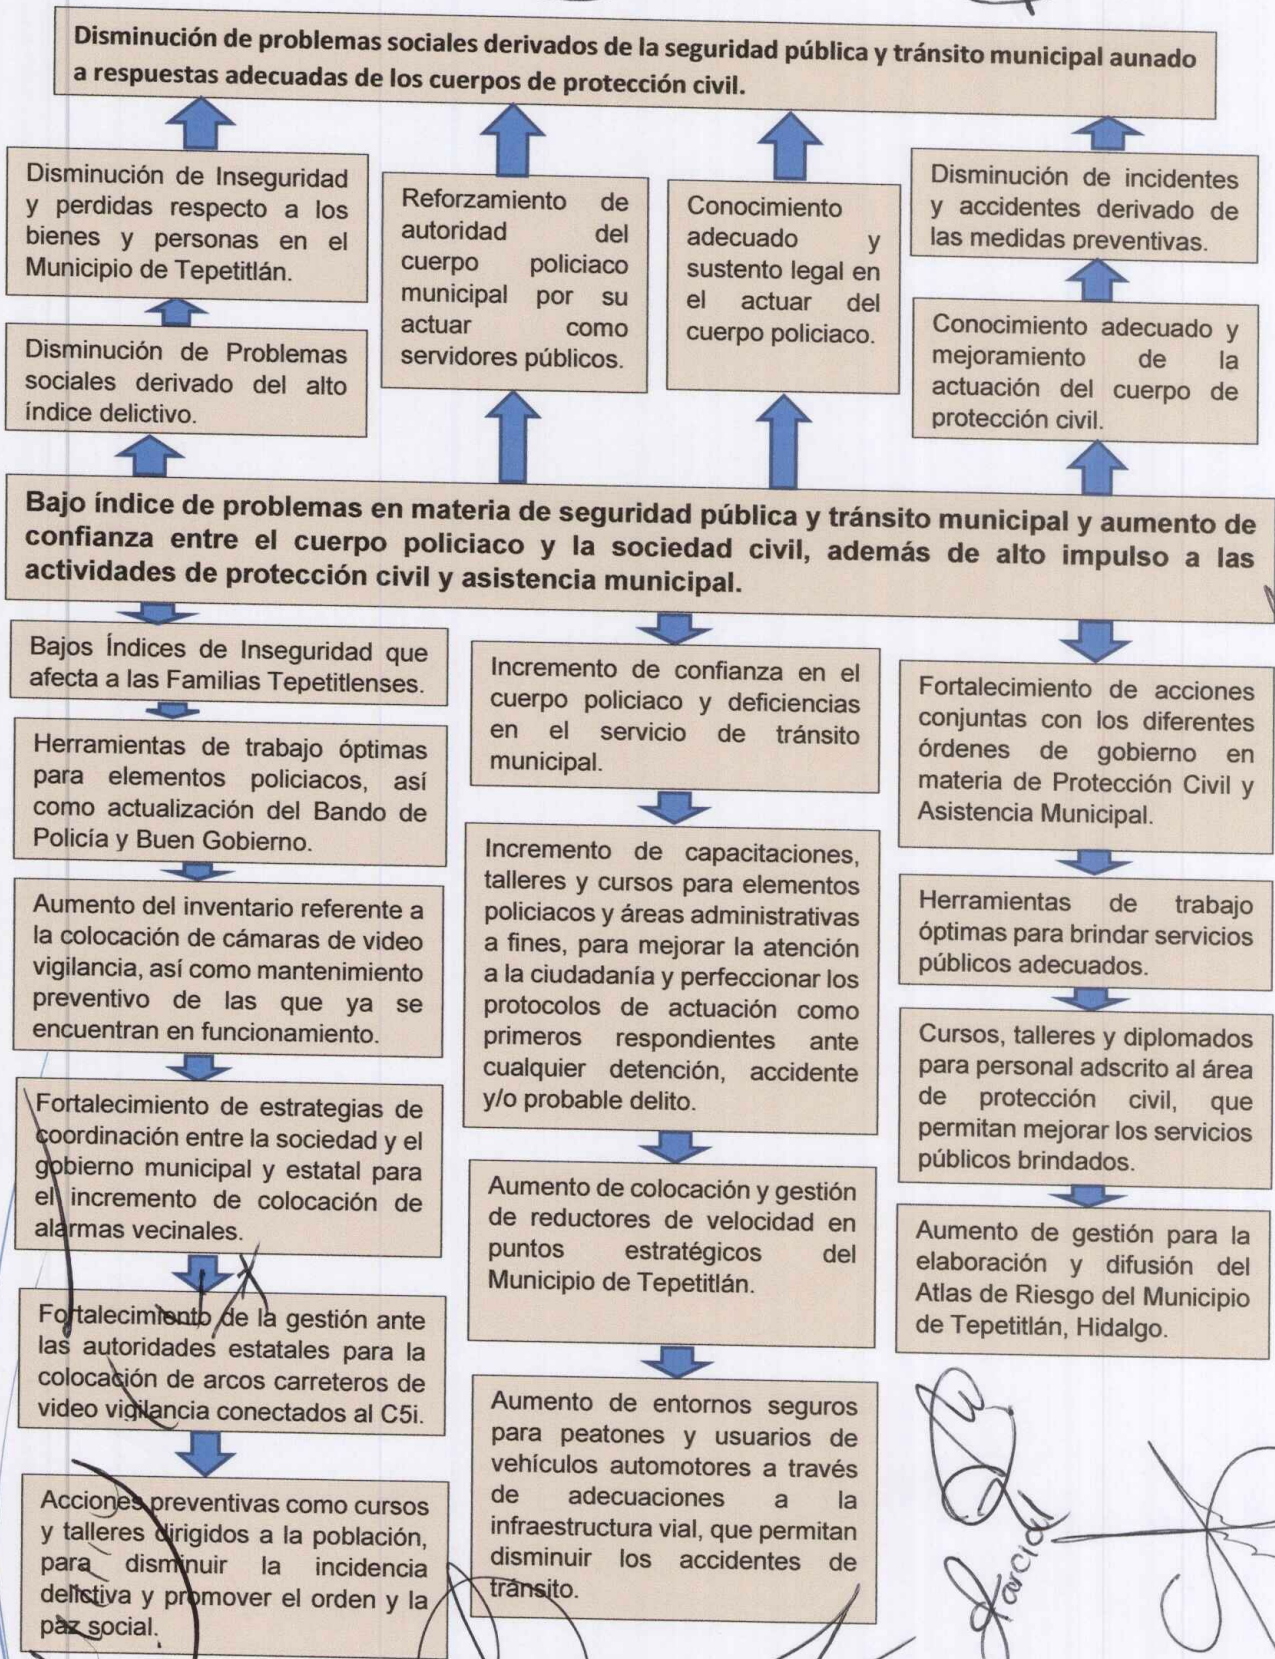 Disminución de problemas sociales derivados de la seguridad pública y tránsito municipal aunado
a respuestas adecuadas de los cuerpos de protección civil.
Disminución de Inseguridad
y perdidas respecto a los
bienes y personas en el
Municipio de Tepetitlán.
Disminución de Problemas
sociales derivado del alto
índice delictivo.
Reforzamiento de
autoridad del
cuerpo policiaco
municipal por su
actuar como
servidores públicos.
Conocimiento
adecuado y
sustento legal en
el actuar del
cuerpo policiaco.
Disminución de incidentes
y accidentes derivado de
las medidas preventivas.
Conocimiento adecuado y
mejoramiento de la
actuación del cuerpo de
protección civil.
Bajo índice de problemas en materia de seguridad pública y tránsito municipal y aumento de
confianza entre el cuerpo policiaco y la sociedad civil, además de alto impulso a las
actividades de protección civil y asistencia municipal.
Bajos Índices de Inseguridad que
afecta a las Familias Tepetitlenses.
Herramientas de trabajo óptimas
para elementos policiacos, así
como actualización del Bando de
Policía y Buen Gobierno.
Aumento del inventario referente a
la colocación de cámaras de video
vigilancia, así como mantenimiento
preventivo de las que ya se
encuentran en funcionamiento.
Fortalecimiento de estrategias de
coordinación entre la sociedad y el
gobierno municipal y estatal para
el incremento de colocación de
alarmas vecinales.
Fortalecimiento de la gestión ante
las autoridades estatales para la
colocación de arcos carreteros de
video vigilancia conectados al C5i.
Acciones preventivas como cursos
y talleres dirigidos a la población,
para disminuir la incidencia
delictiva y promover el orden y la
paz social.
Incremento de confianza en el
cuerpo policiaco y deficiencias
en el servicio de tránsito
municipal.
Incremento de capacitaciones,
talleres y cursos para elementos
policiacos y áreas administrativas
a fines, para mejorar la atención
a la ciudadanía y perfeccionar los
protocolos de actuación como
primeros respondientes ante
cualquier detención, accidente
y/o probable delito.
Aumento de colocación y gestión
de reductores de velocidad en
puntos estratégicos del
Municipio de Tepetitlán.
Aumento de entornos seguros
para peatones y usuarios de
vehículos automotores a través
de adecuaciones a la
infraestructura vial, que permitan
disminuir los accidentes de
tránsito.
Fortalecimiento de acciones
conjuntas con los diferentes
órdenes de gobierno en
materia de Protección Civil y
Asistencia Municipal.
Herramientas de trabajo
óptimas para brindar servicios
públicos adecuados.
Cursos, talleres y diplomados
para personal adscrito al área
de protección civil, que
permitan mejorar los servicios
públicos brindados.
Aumento de gestión para la
elaboración y difusión del
Atlas de Riesgo del Municipio
de Tepetitlán, Hidalgo.